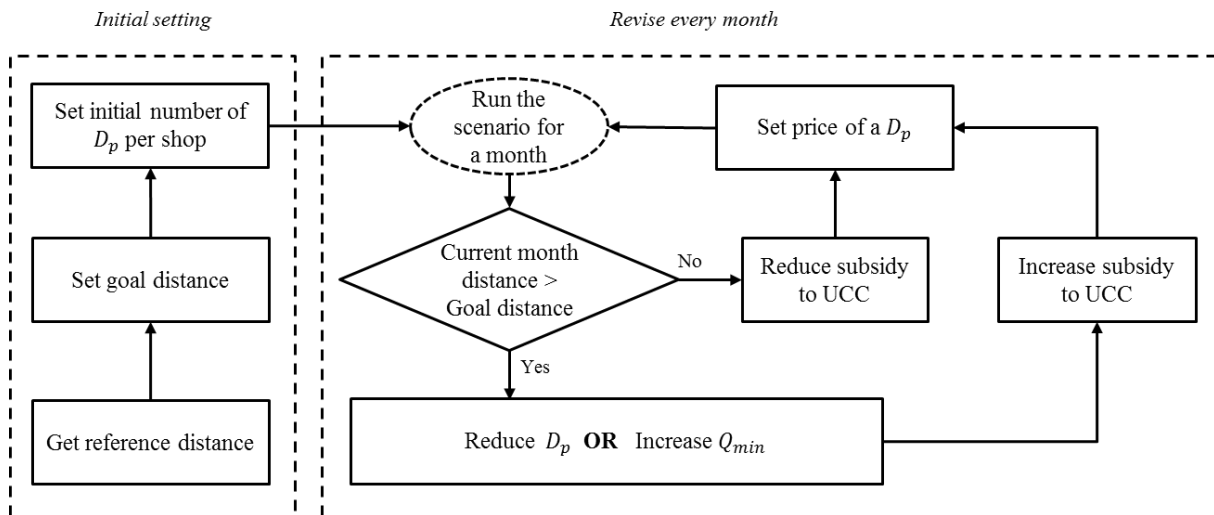 Initial setting
Revise every month
Set initial number of
D_p per shop
Run the
scenario for
a month
Set price of a D_p
Set goal distance
Current month
distance >
Goal distance
No
Reduce subsidy
to UCC
Increase subsidy
to UCC
Yes
Get reference distance
Reduce D_p OR Increase Q_min